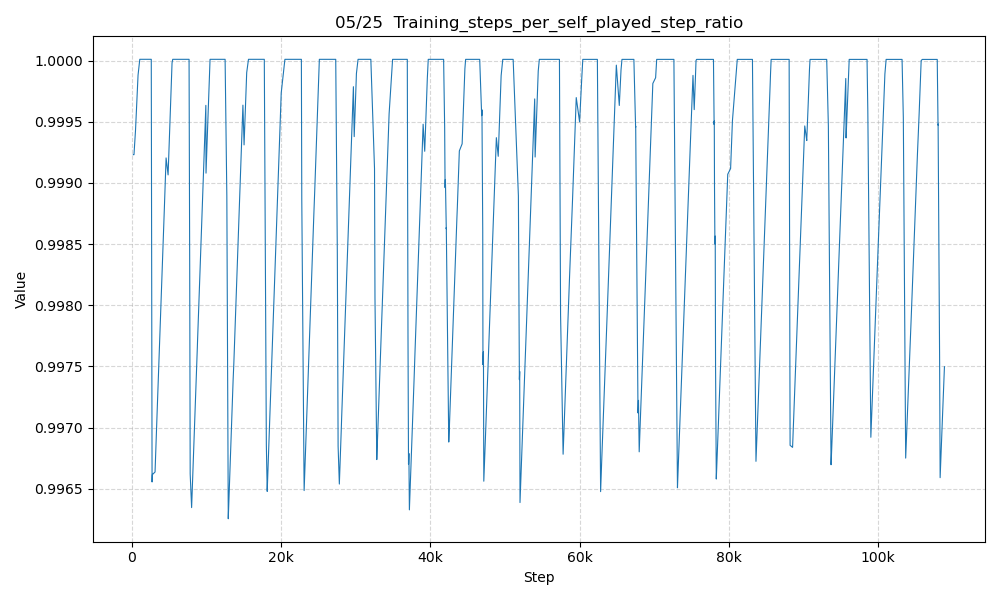 05/25  Training_steps_per_self_played_step_ratio
Value
1.0000
0.9995
0.9990
0.9985
0.9980
0.9975
0.9970
0.9965
0
20k
40k
60k
80k
100k
Step